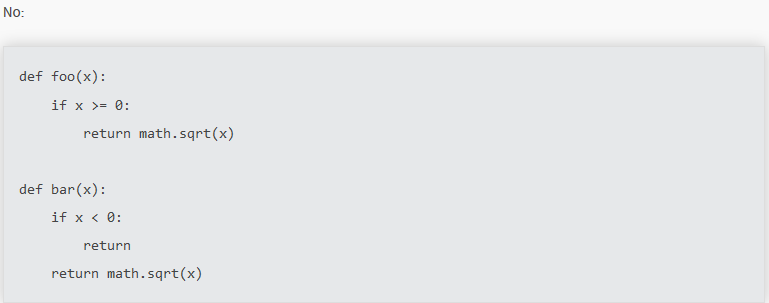 No:
def foo(x):
    if x >= 0:
        return math.sqrt(x)
def bar(x):
    if x < 0:
        return
    return math.sqrt(x)